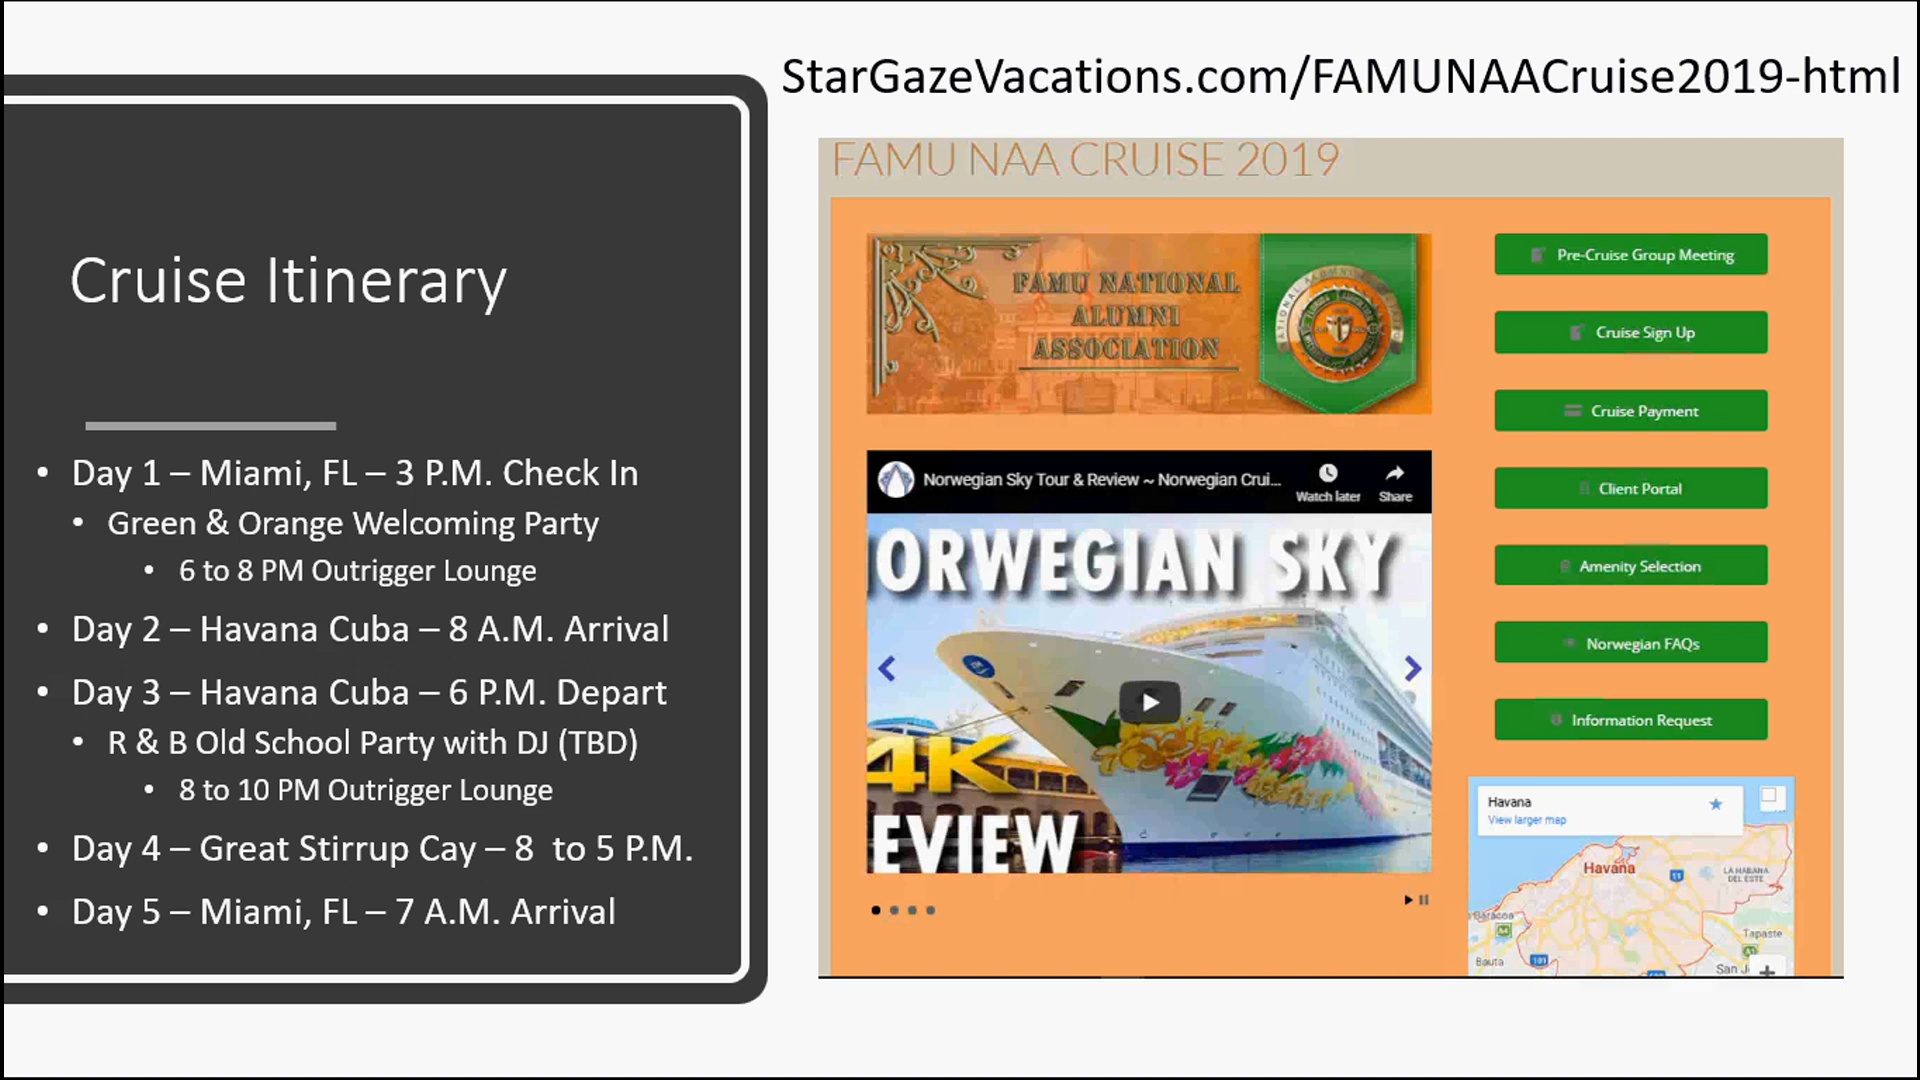 StarGazeVacations.com/FAMUNAACruise2019-html
Cruise Itinerary
• Day 1 – Miami, FL – 3 P.M. Check In
• Green & Orange Welcoming Party
• 6 to 8 PM Outrigger Lounge
• Day 2 – Havana Cuba – 8 A.M. Arrival
• Day 3 – Havana Cuba – 6 P.M. Depart
• R & B Old School Party with DJ (TBD)
• 8 to 10 PM Outrigger Lounge
• Day 4 – Great Stirrup Cay – 8  to 5 P.M.
• Day 5 – Miami, FL – 7 A.M. Arrival
FAMU NAA CRUISE 2019
FAMU NATIONAL
ALUMNI
ASSOCIATION
Norwegian Sky Tour & Review ~ Norwegian Crui...
Watch later
Share
ORWEGIAN SKY
4K
EVIEW
Pre-Cruise Group Meeting
Cruise Sign Up
Cruise Payment
Client Portal
Amenity Selection
Norwegian FAQs
Information Request
Havana
View larger map
Havana
LA HABANA
DEL ESTE
Baracoa
Tapaste
Bauta
San J